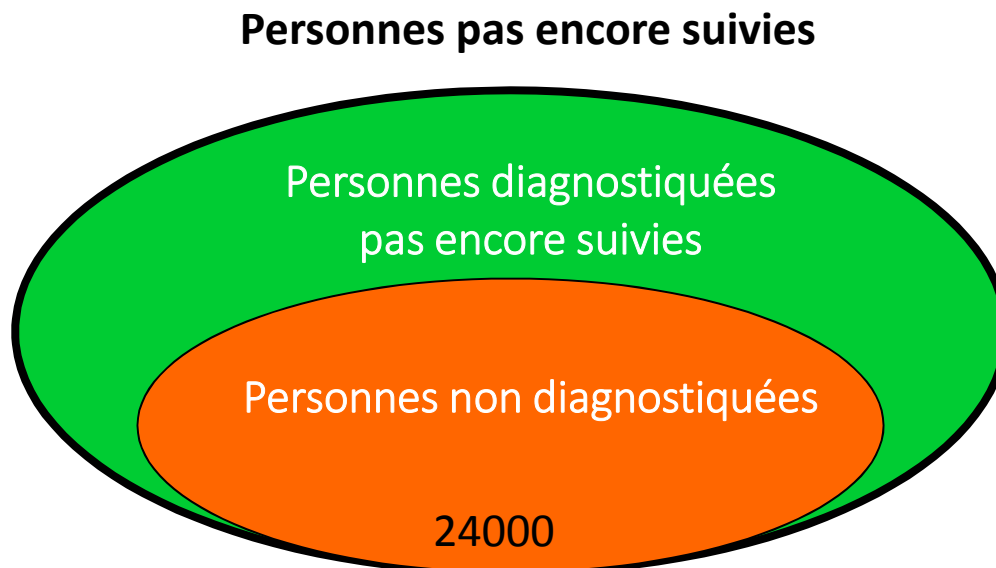 Personnes pas encore suivies
Personnes diagnostiquées
pas encore suivies
Personnes non diagnostiquées
24000